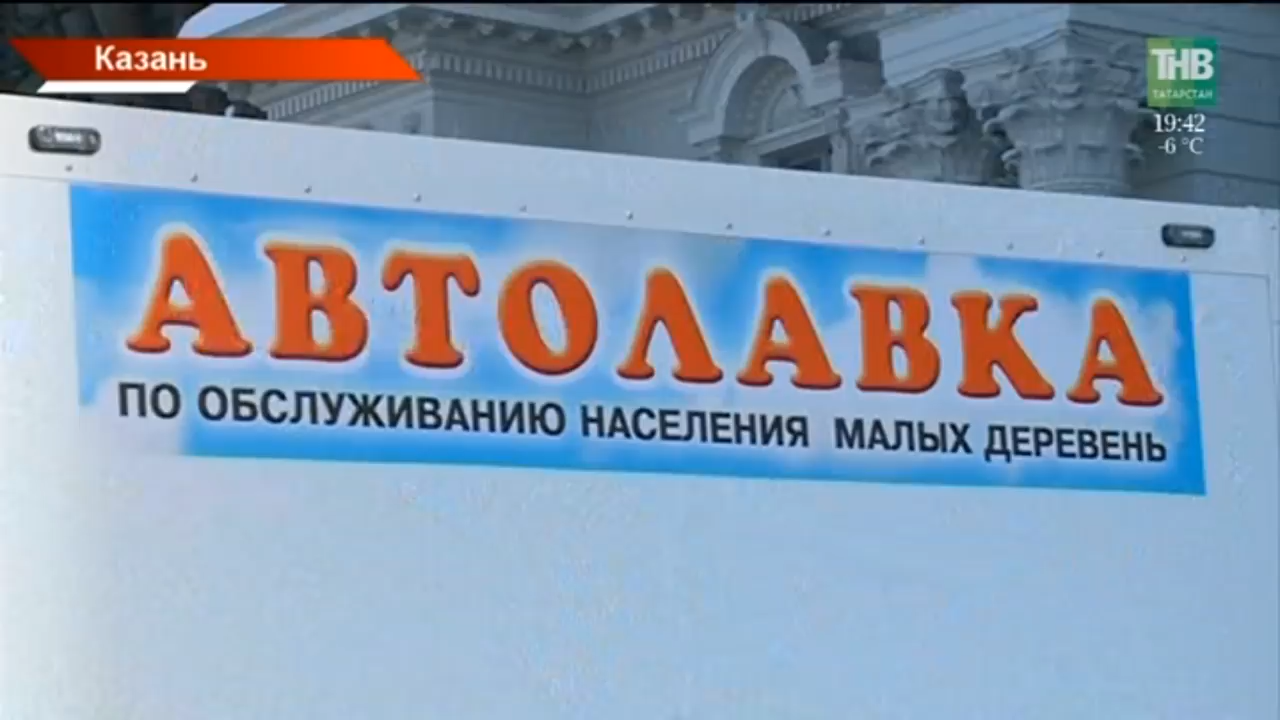 Казань
ТНВ
ТАТАРСТАН
19:42
-6 °C
АВТОЛАВКА
ПО ОБСЛУЖИВАНИЮ НАСЕЛЕНИЯ МАЛЫХ ДЕРЕВЕНЬ